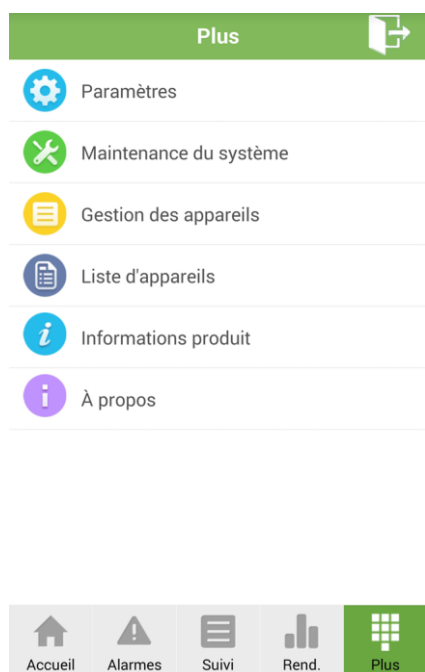 Plus
Paramètres
Maintenance du système
Gestion des appareils
Liste d'appareils
Informations produit
À propos
Accueil Alarmes Suivi Rend. Plus